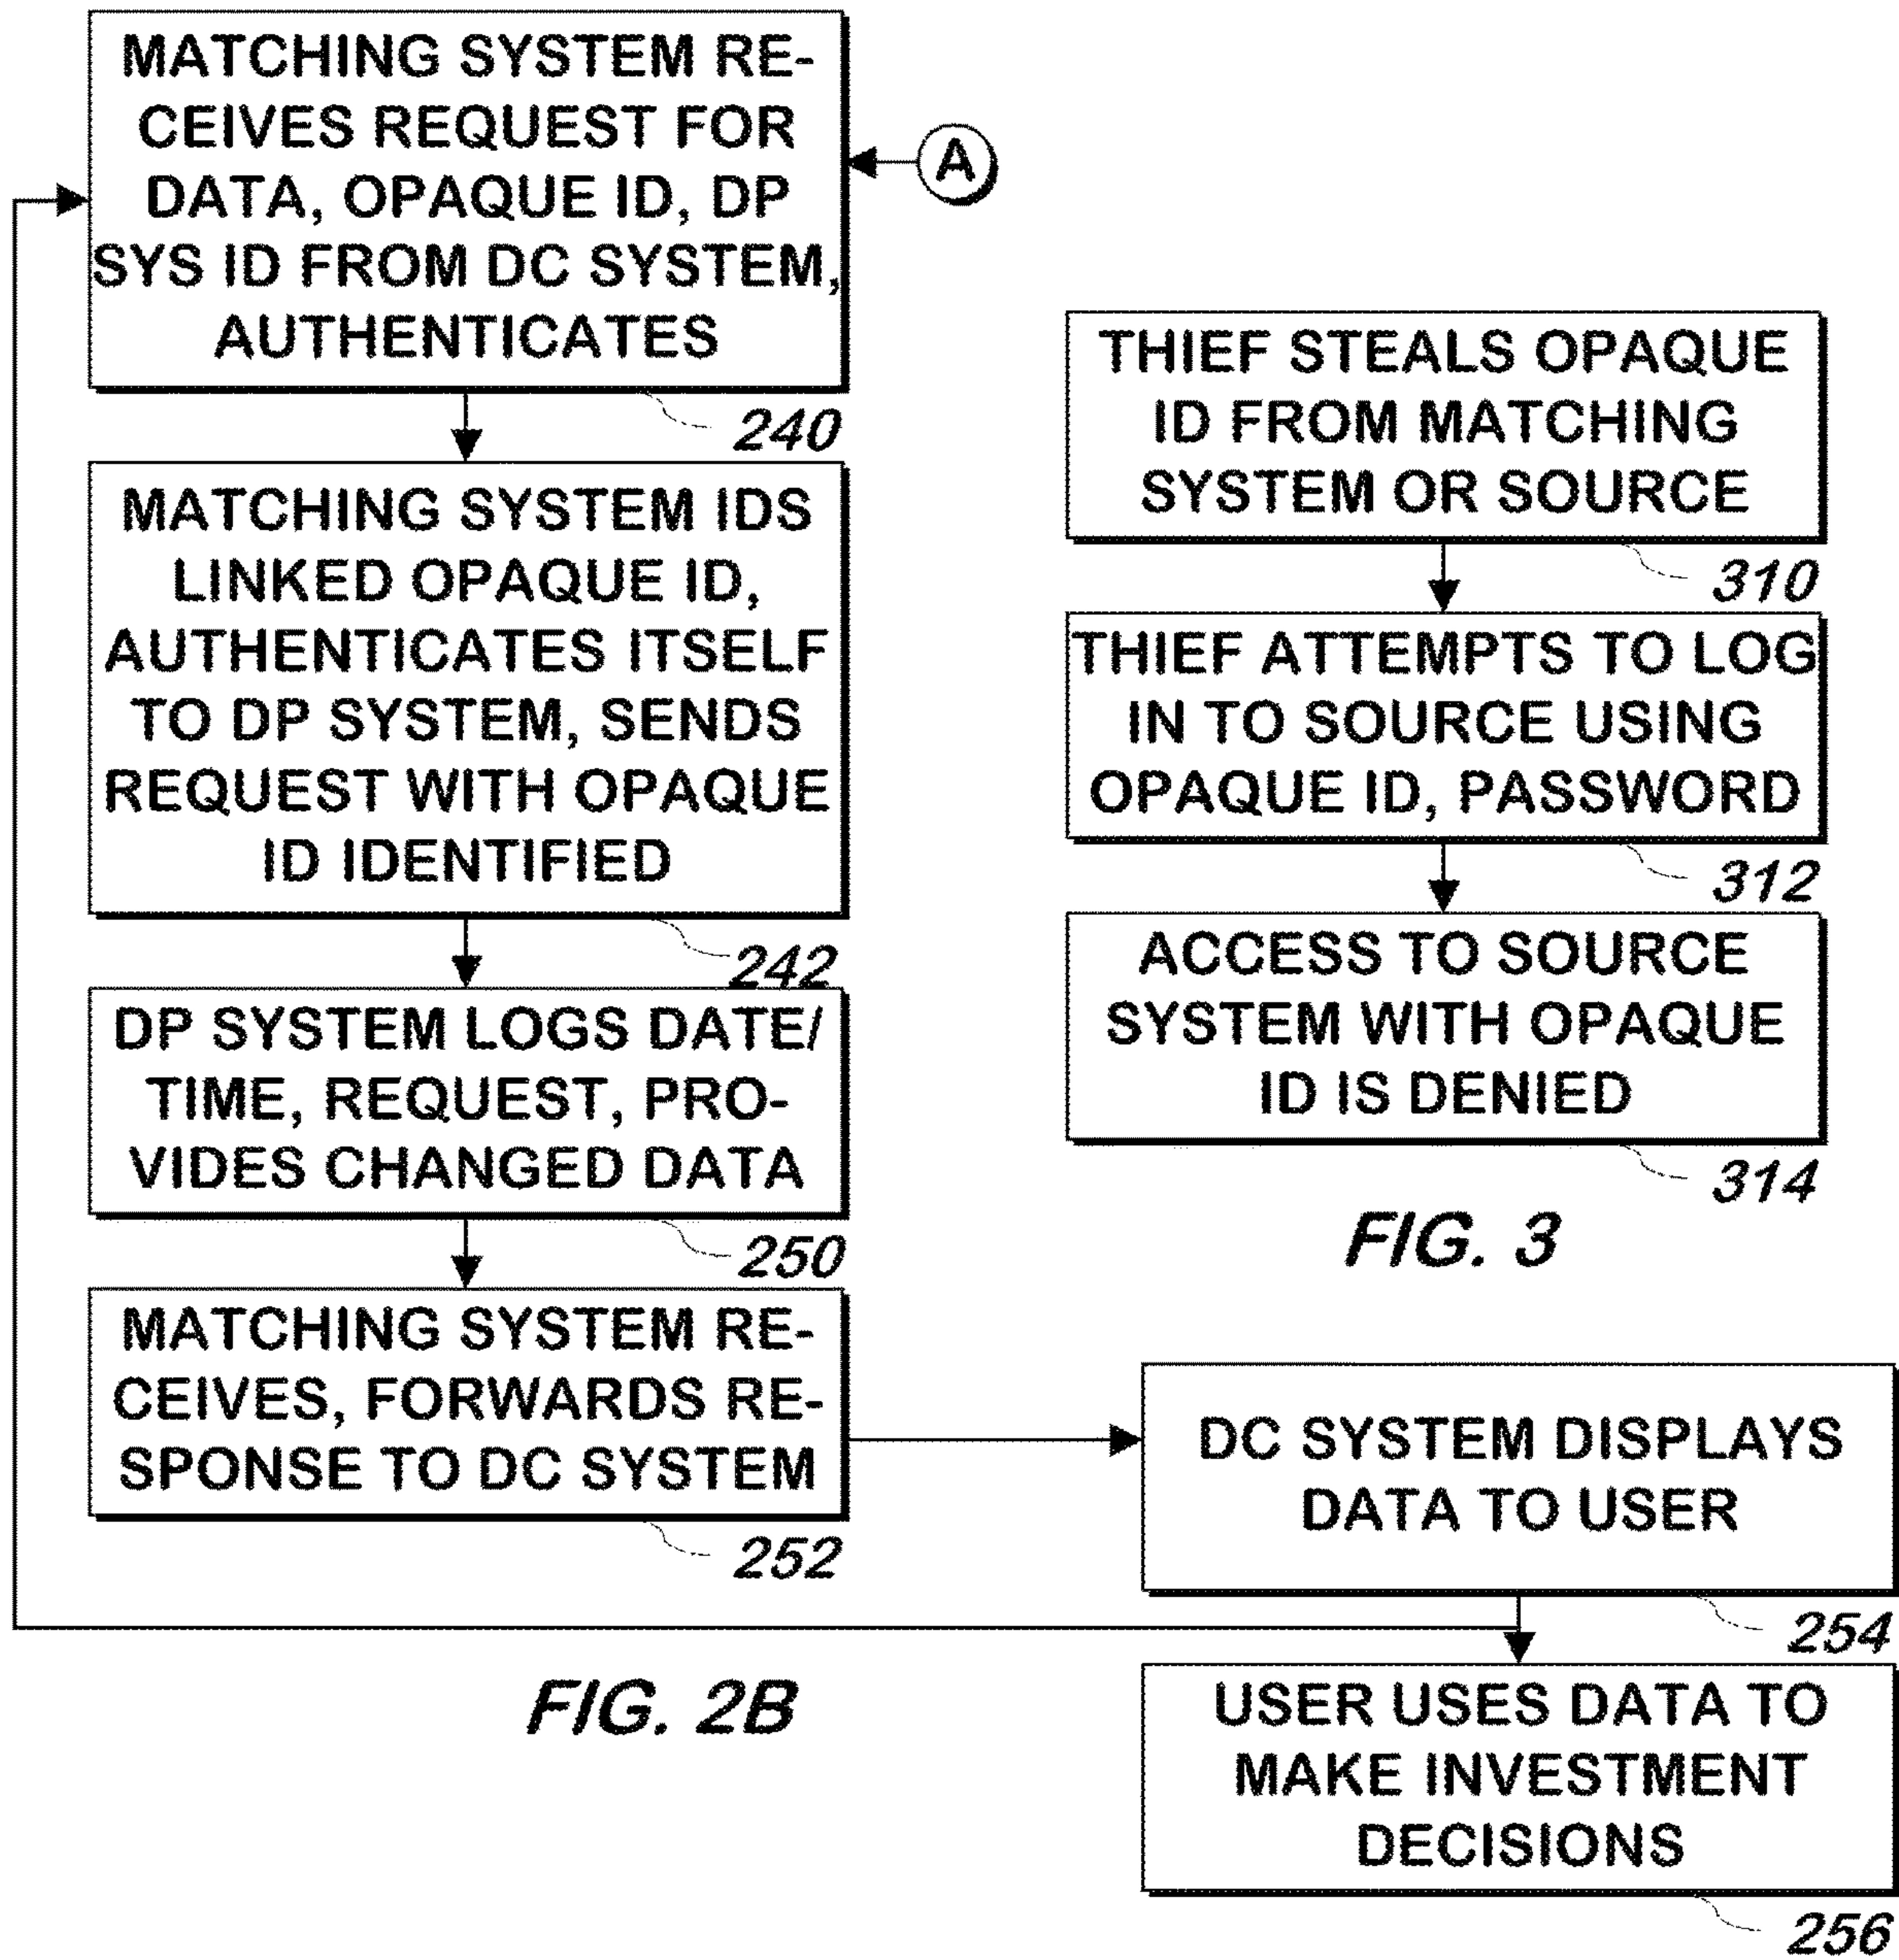 MATCHING SYSTEM RE-
CEIVES REQUEST FOR
DATA, OPAQUE ID, DP
SYS ID FROM DC SYSTEM,
AUTHENTICATES
240
A
MATCHING SYSTEM IDS
LINKED OPAQUE ID,
AUTHENTICATES ITSELF
TO DP SYSTEM, SENDS
REQUEST WITH OPAQUE
ID IDENTIFIED
242
DP SYSTEM LOGS DATE/
TIME, REQUEST, PRO-
VIDES CHANGED DATA
250
MATCHING SYSTEM RE-
CEIVES, FORWARDS RE-
SPONSE TO DC SYSTEM
252
DC SYSTEM DISPLAYS
DATA TO USER
254
USER USES DATA TO
MAKE INVESTMENT
DECISIONS
256
FIG. 2B
THIEF STEALS OPAQUE
ID FROM MATCHING
SYSTEM OR SOURCE
310
THIEF ATTEMPTS TO LOG
IN TO SOURCE USING
OPAQUE ID, PASSWORD
312
ACCESS TO SOURCE
SYSTEM WITH OPAQUE
ID IS DENIED
314
FIG. 3